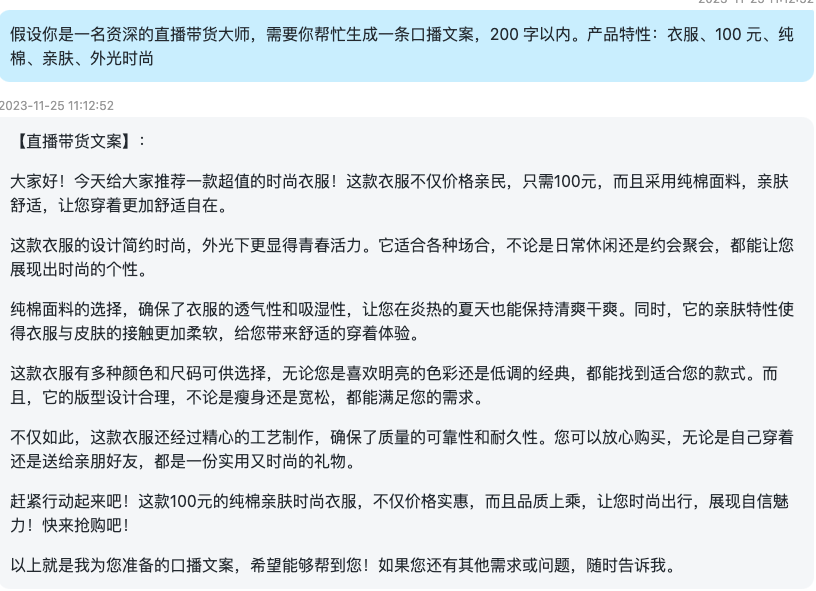 假设你是一名资深的直播带货大师，需要你帮忙生成一条口播文案，200 字以内。产品特性：衣服、100 元、纯
棉、亲肤、外光时尚
2023-11-25 11:12:52
【直播带货文案】：
大家好！今天给大家推荐一款超值的时尚衣服！这款衣服不仅价格亲民，只需100元，而且采用纯棉面料，亲肤
舒适，让您穿着更加舒适自在。
这款衣服的设计简约时尚，外光下更显得青春活力。它适合各种场合，不论是日常休闲还是约会聚会，都能让您
展现出时尚的个性。
纯棉面料的选择，确保了衣服的透气性和吸湿性，让您在炎热的夏天也能保持清爽干爽。同时，它的亲肤特性使
得衣服与皮肤的接触更加柔软，给您带来舒适的穿着体验。
这款衣服有多种颜色和尺码可供选择，无论您是喜欢明亮的色彩还是低调的经典，都能找到适合您的款式。而
且，它的版型设计合理，不论是瘦身还是宽松，都能满足您的需求。
不仅如此，这款衣服还经过精心的工艺制作，确保了质量的可靠性和耐久性。您可以放心购买，无论是自己穿着
还是送给亲朋好友，都是一份实用又时尚的礼物。
赶紧行动起来吧！这款100元的纯棉亲肤时尚衣服，不仅价格实惠，而且品质上乘，让您时尚出行，展现自信魅
力！快来抢购吧！
以上就是我为您准备的口播文案，希望能够帮到您！如果您还有其他需求或问题，随时告诉我。